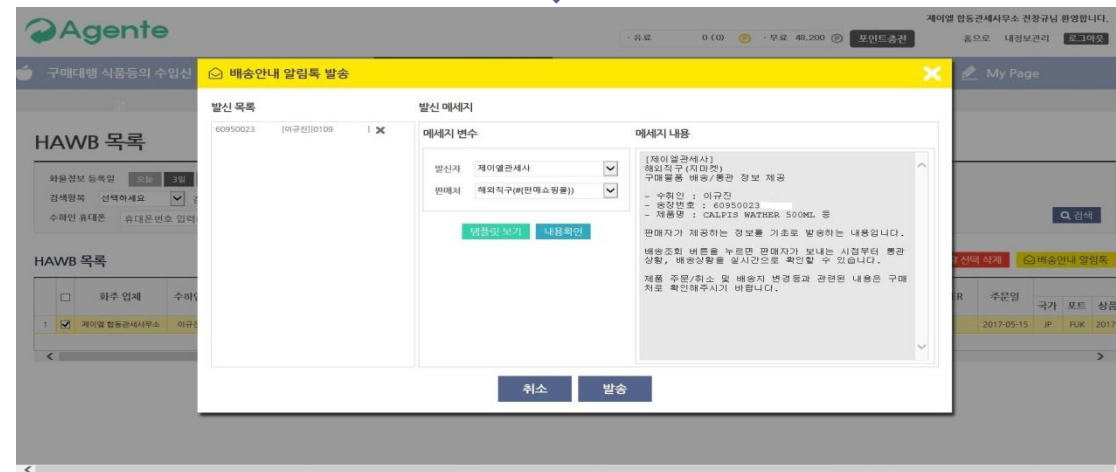 제이엘 합동관세사무소 전창규님 환영합니다.
Agente
· 유료 0 (0) P · 무료 48,200 P 포인트충전
홈으로 내정보관리 로그아웃
구매대행 식품등의 수입신
배송안내 알림톡 발송
My Page
발신 목록
발신 메세지
60950023 [이규진][0109 ]
메세지 변수
메세지 내용
HAWB 목록
발신자 제이엘관세사
판매처 해외직구(#{판매쇼핑몰})
템플릿 보기 내용확인
[제이엘관세사]
해외직구(지마켓)
구매물품 배송/통관 정보 제공
- 수취인 : 이규진
- 송장번호 : 60950023
- 제품명 : CALPIS WATHER 500ML 등
판매자가 제공하는 정보를 기초로 발송하는 내용입니다.
배송조회 버튼을 누르면 판매자가 보내는 시점부터 통관
상황, 배송상황을 실시간으로 확인할 수 있습니다.
제품 주문/취소 및 배송지 변경등과 관련된 내용은 구매
처로 확인해주시기 바랍니다.
화물정보 등록일 오늘 3일
검색항목 선택하세요
수하인 휴대폰 휴대폰번호 입력
검색
HAWB 목록
선택 삭제
배송안내 알림톡
화주 업체
주문일
국가 포트 상품
1 제이엘 합동관세사무소 이규진
2017-05-15 JP FUK 2017
취소 발송